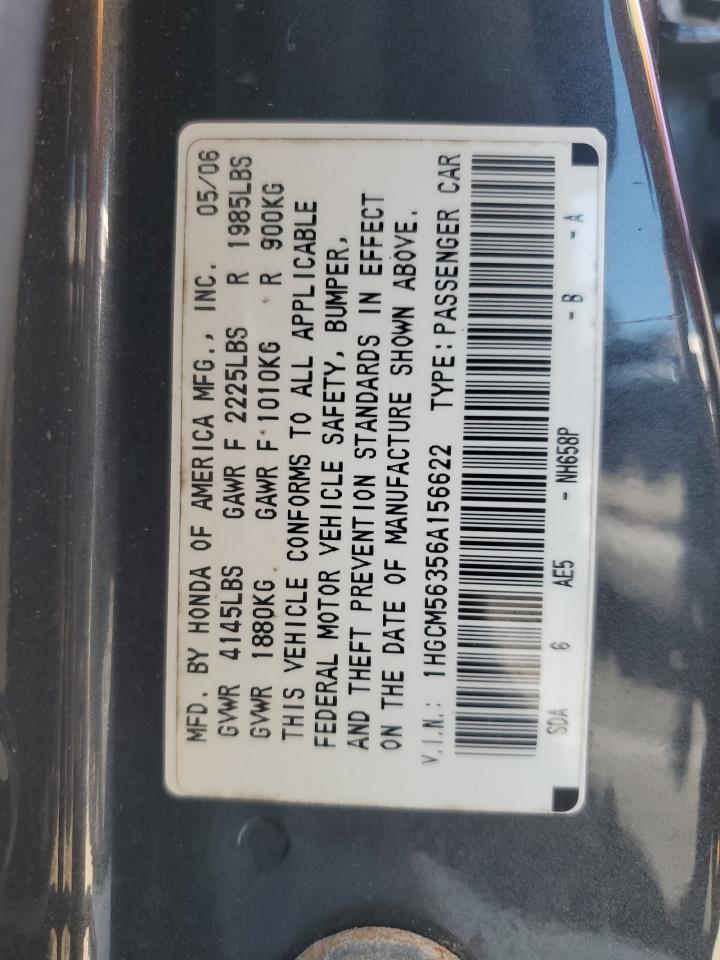 MFD. BY HONDA OF AMERICA MFG., INC. 05/06
GVWR 4145LBS GAWR F 2225LBS R 1985LBS
GVWR 1880KG GAWR F 1010KG R 900KG
THIS VEHICLE CONFORMS TO ALL APPLICABLE
FEDERAL MOTOR VEHICLE SAFETY, BUMPER,
AND THEFT PREVENTION STANDARDS IN EFFECT
ON THE DATE OF MANUFACTURE SHOWN ABOVE.
V.I.N.: 1HGCM56356A156622 TYPE: PASSENGER CAR
SDA 6 AE5 - NH658P - B - A